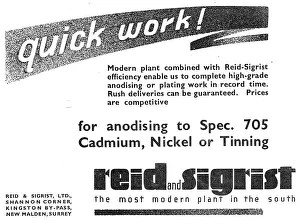 quick work!
Modern plant combined with Reid-Sigrist
efficiency enable us to complete high-grade
anodising or plating work in record time.
Rush deliveries can be guaranteed. Prices
are competitive
for anodising to Spec. 705
Cadmium, Nickel or Tinning
REID & SIGRIST, LTD.,
SHANNON CORNER,
KINGSTON BY-PASS,
NEW MALDEN, SURREY
reid and sigrist
the most modern plant in the south